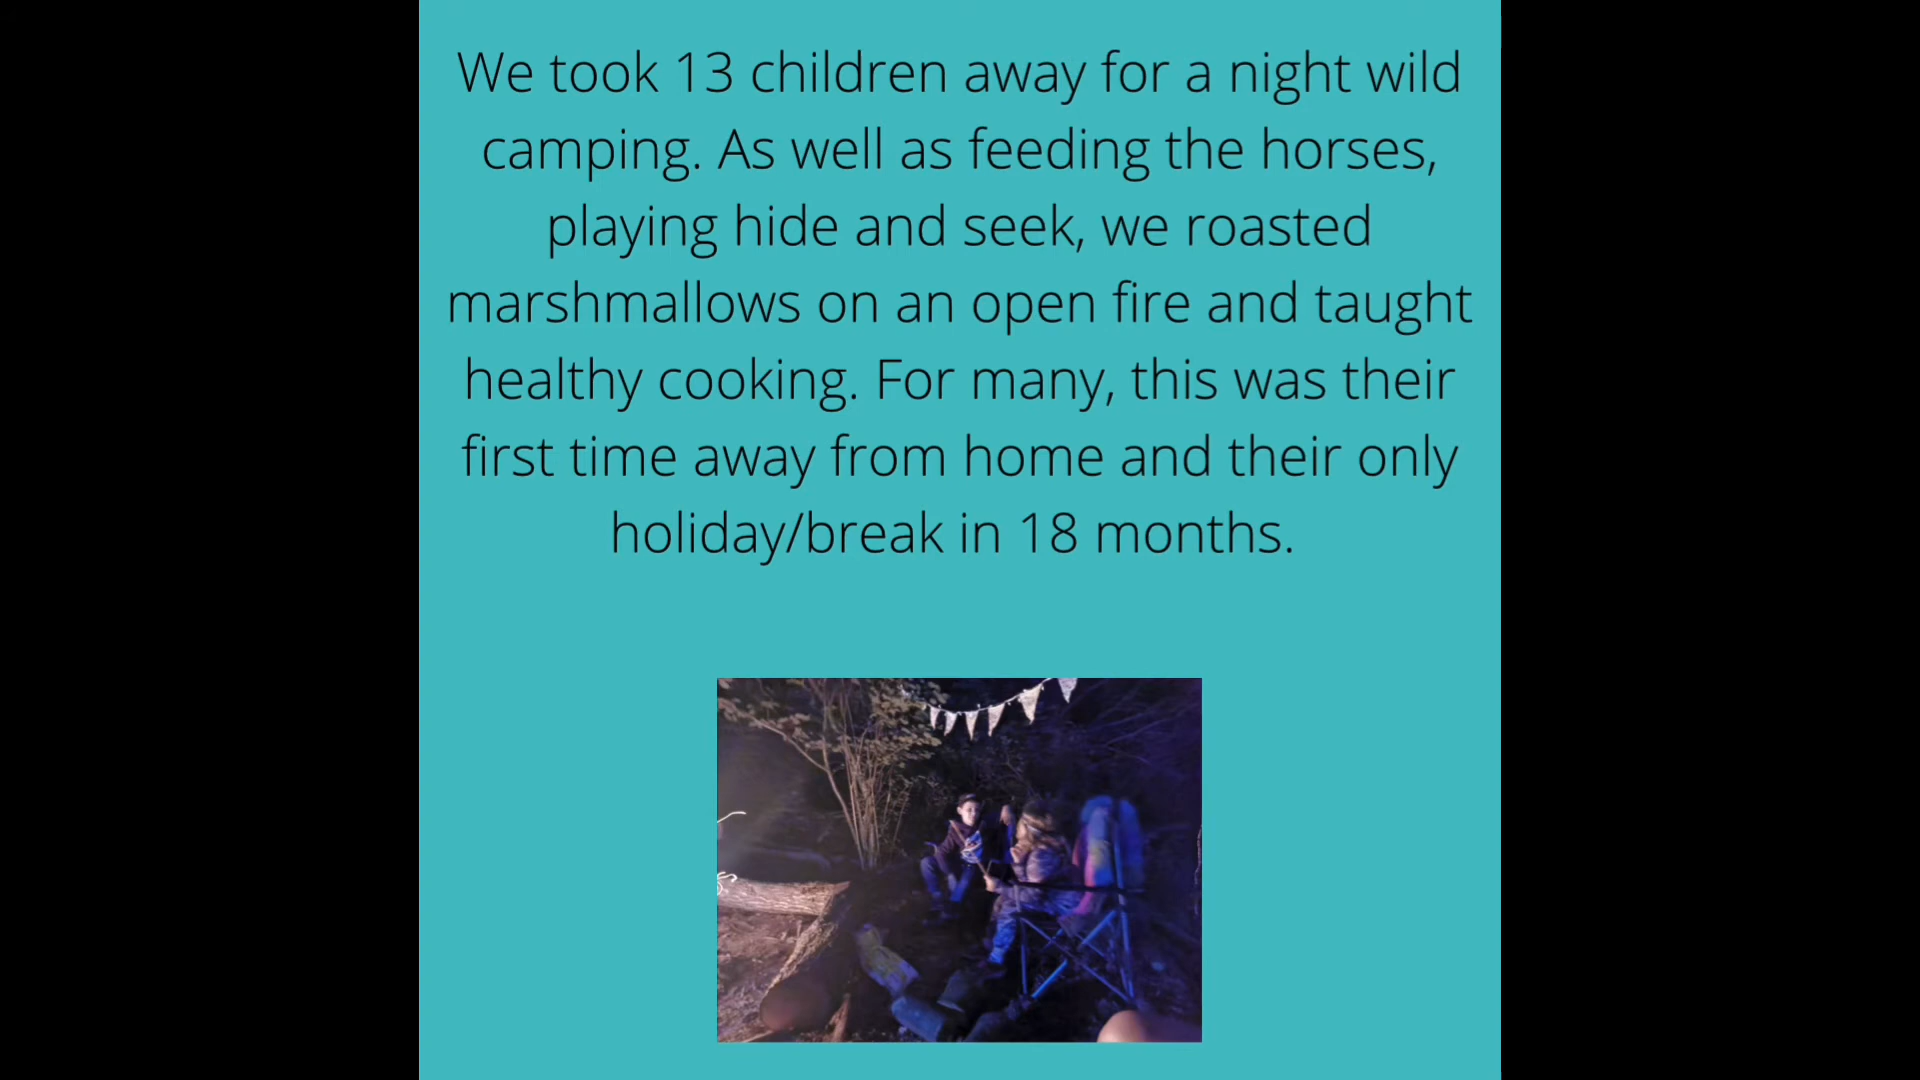 We took 13 children away for a night wild
camping. As well as feeding the horses,
playing hide and seek, we roasted
marshmallows on an open fire and taught
healthy cooking. For many, this was their
first time away from home and their only
holiday/break in 18 months.